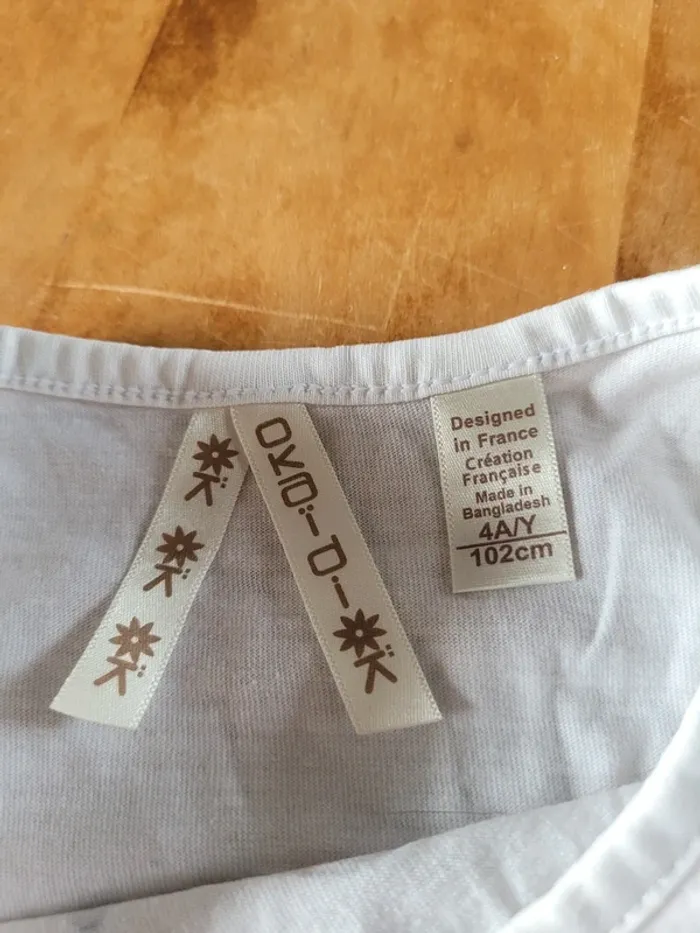 OKAÏDI
Designed
in France
Création
Française
Made in
Bangladesh
4A/Y
102cm